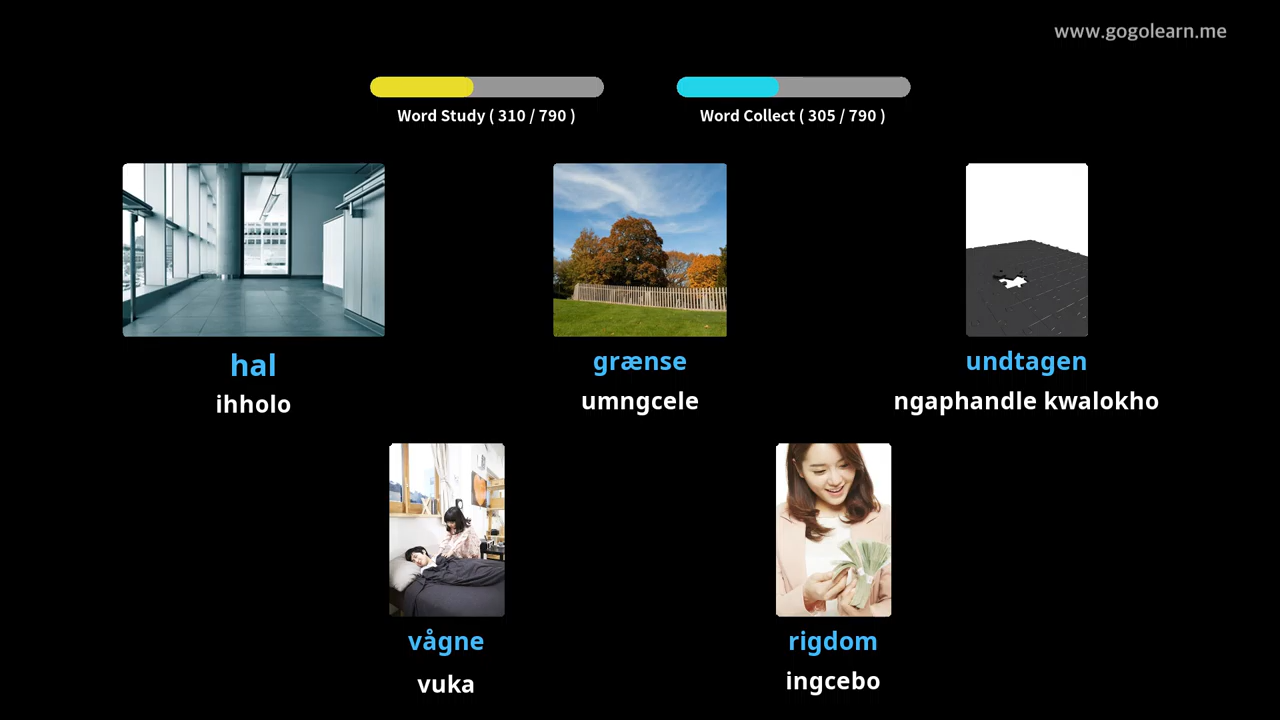 www.gogolearn.me
Word Study ( 310 / 790 )
Word Collect ( 305 / 790 )
hal
ihholo
grænse
umngcele
undtagen
ngaphandle kwalokho
vågne
vuka
rigdom
ingcebo